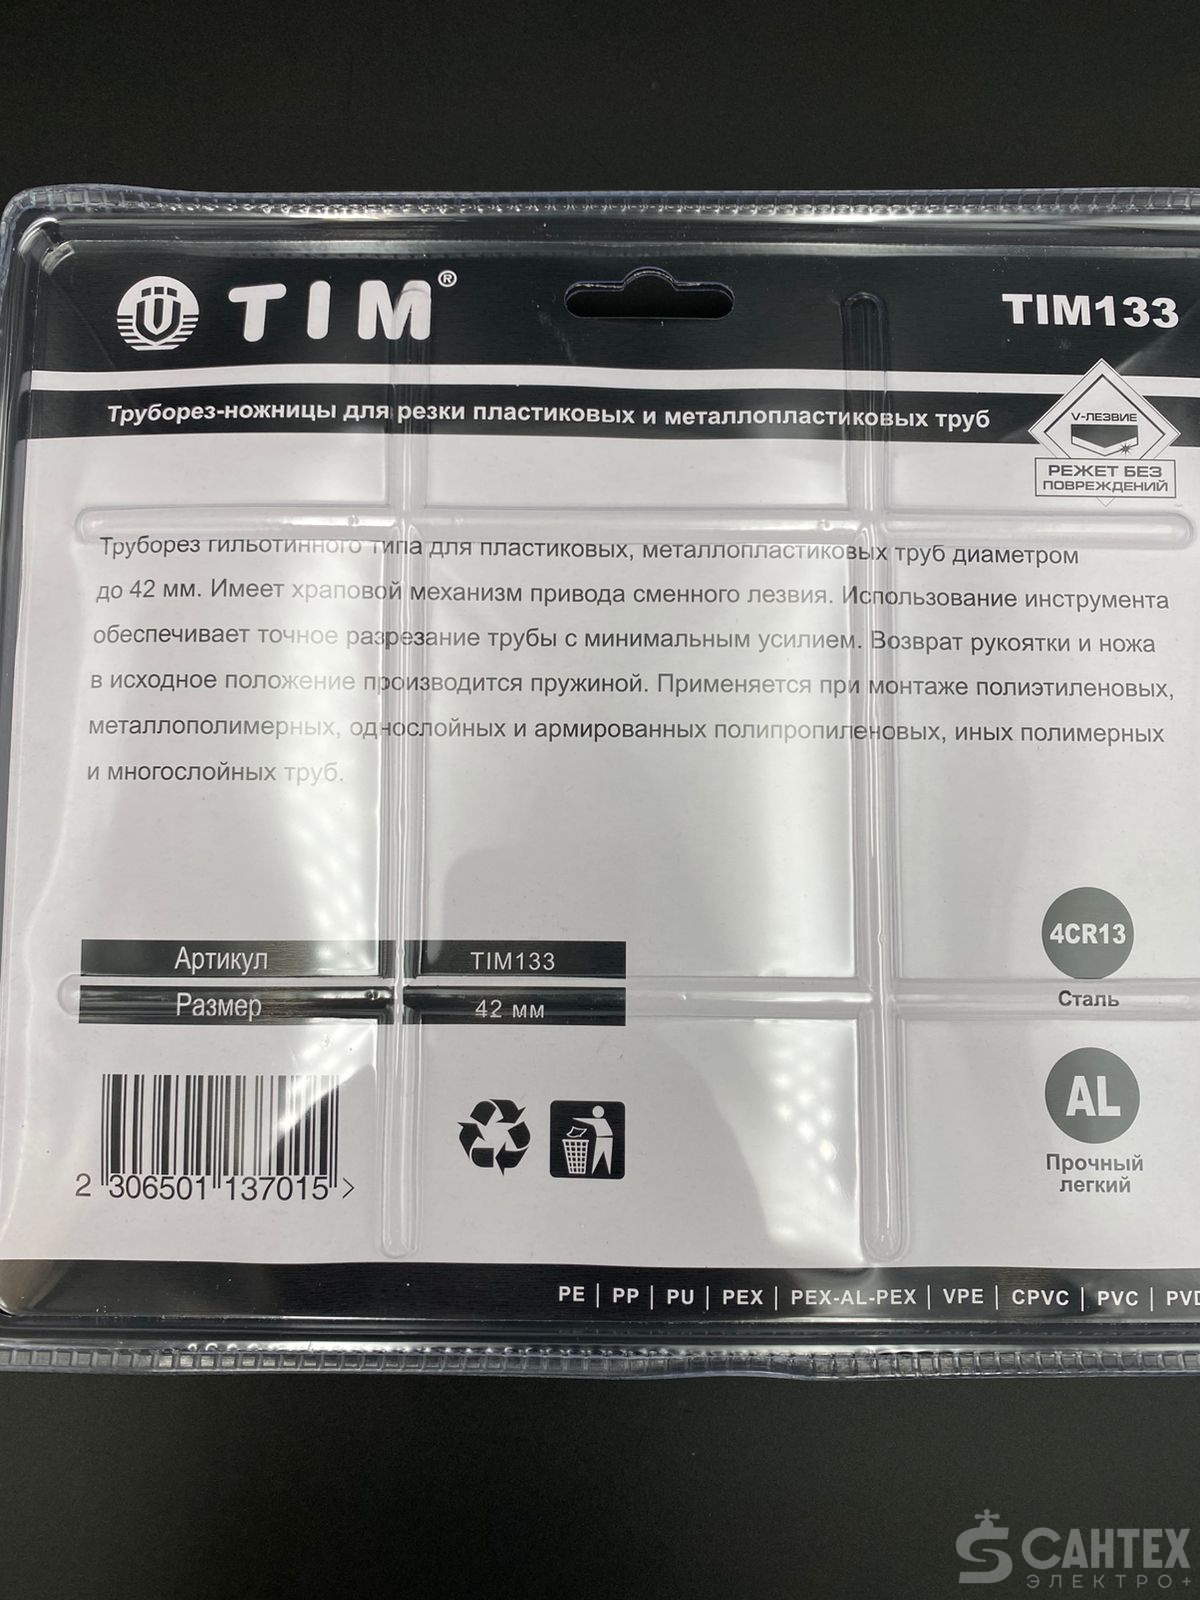 TIM®
TIM133
Труборез-ножницы для резки пластиковых и металлопластиковых труб
V-ЛЕЗВИЕ
РЕЖЕТ БЕЗ
ПОВРЕЖДЕНИЙ
Труборез гильотинного типа для пластиковых, металлопластиковых труб диаметром
до 42 мм. Имеет храповой механизм привода сменного лезвия. Использование инструмента
обеспечивает точное разрезание трубы с минимальным усилием. Возврат рукоятки и ножа
в исходное положение производится пружиной. Применяется при монтаже полиэтиленовых,
металлополимерных, однослойных и армированных полипропиленовых, иных полимерных
и многослойных труб.
Артикул TIM133
Размер 42 мм
4CR13
Сталь
AL
Прочный
легкий
2 306501 137015 >
PE | PP | PU | PEX | PEX-AL-PEX | VPE | CPVC | PVC |
САНТЕХ
ЭЛЕКТРО+